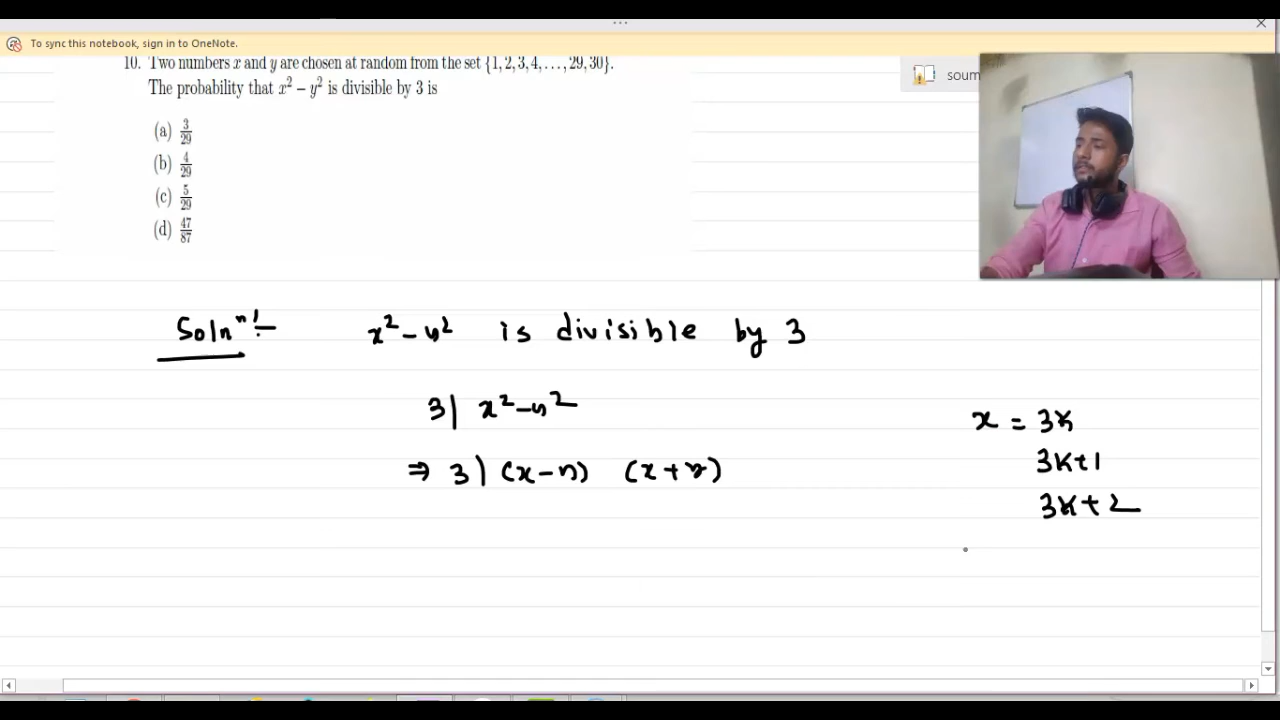 To sync this notebook, sign in to OneNote.
10. Two numbers x and y are chosen at random from the set {1, 2, 3, 4, . . . , 29, 30}.
The probability that x² − y² is divisible by 3 is
soum
(a) 3/29
(b) 4/29
(c) 5/29
(d) 47/87
Solnⁿ:- x² - y² is divisible by 3
3| x² - y²
⇒ 3| (x - y) (x + y)
x = 3k
3k+1
3k+2